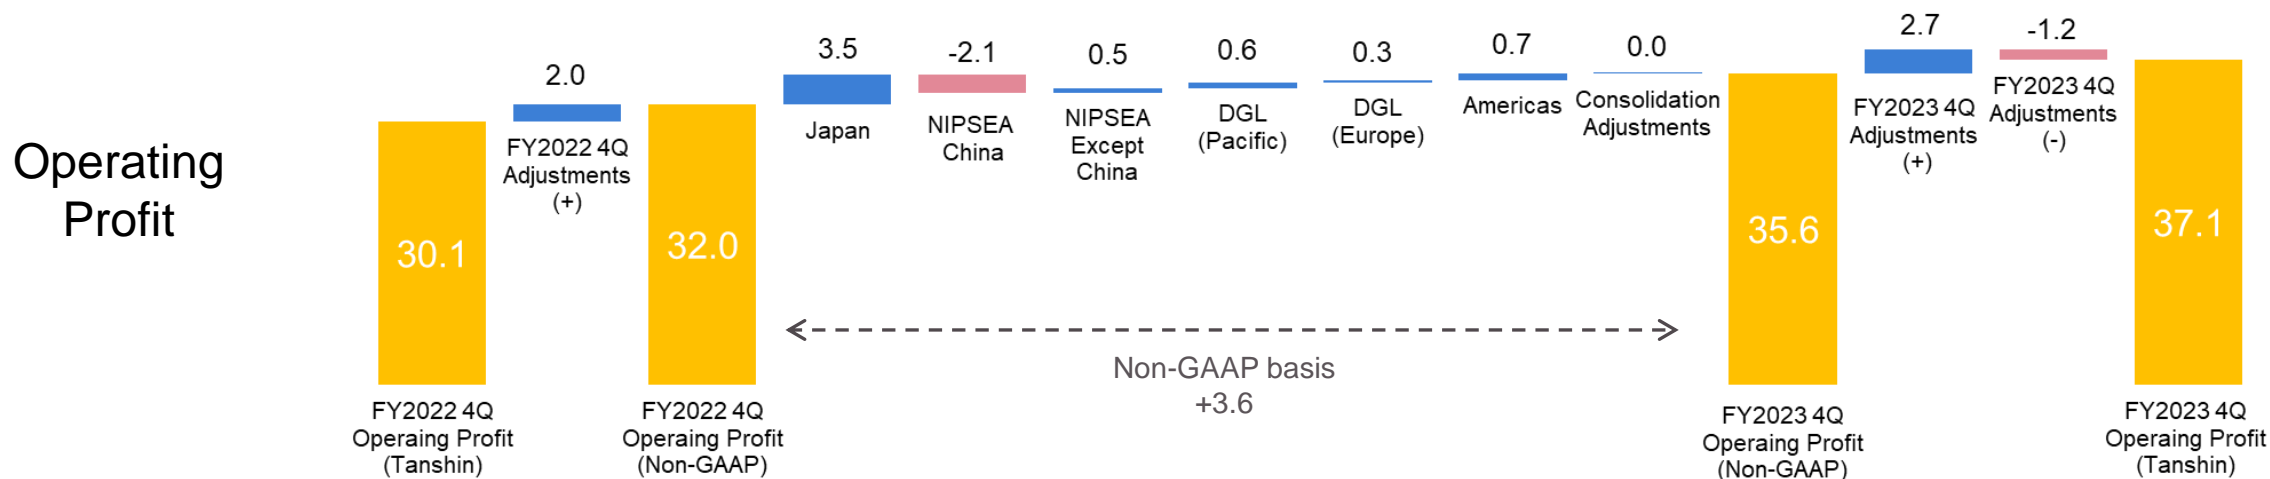 Operating
Profit
30.1
FY2022 4Q
Operaing Profit
(Tanshin)
2.0
FY2022 4Q
Adjustments
(+)
32.0
FY2022 4Q
Operaing Profit
(Non-GAAP)
3.5
Japan
-2.1
NIPSEA
China
0.5
NIPSEA
Except
China
0.6
DGL
(Pacific)
0.3
DGL
(Europe)
0.7
Americas
0.0
Consolidation
Adjustments
Non-GAAP basis
+3.6
35.6
FY2023 4Q
Operaing Profit
(Non-GAAP)
2.7
FY2023 4Q
Adjustments
(+)
-1.2
FY2023 4Q
Adjustments
(-)
37.1
FY2023 4Q
Operaing Profit
(Tanshin)